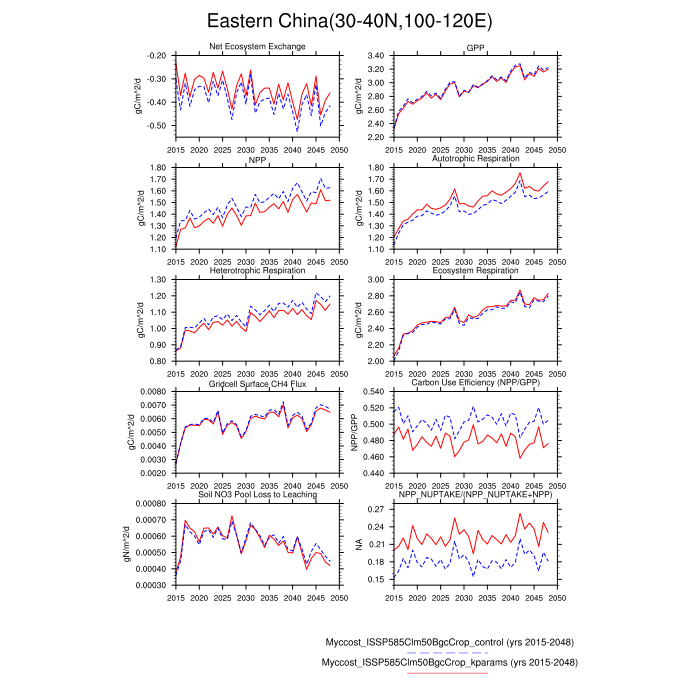 Eastern China(30-40N,100-120E)
Net Ecosystem Exchange
GPP
gC/m^2/d
-0.20
-0.30
-0.40
-0.50
2015 2020 2025 2030 2035 2040 2045 2050
gC/m^2/d
3.40
3.20
3.00
2.80
2.60
2.40
2.20
2015 2020 2025 2030 2035 2040 2045 2050
NPP
Autotrophic Respiration
gC/m^2/d
1.80
1.70
1.60
1.50
1.40
1.30
1.20
1.10
2015 2020 2025 2030 2035 2040 2045 2050
gC/m^2/d
1.80
1.70
1.60
1.50
1.40
1.30
1.20
1.10
2015 2020 2025 2030 2035 2040 2045 2050
Heterotrophic Respiration
Ecosystem Respiration
gC/m^2/d
1.30
1.20
1.10
1.00
0.90
0.80
2015 2020 2025 2030 2035 2040 2045 2050
gC/m^2/d
3.00
2.80
2.60
2.40
2.20
2.00
2015 2020 2025 2030 2035 2040 2045 2050
Gridcell Surface CH4 Flux
Carbon Use Efficiency (NPP/GPP)
gC/m^2/d
0.0080
0.0070
0.0060
0.0050
0.0040
0.0030
0.0020
2015 2020 2025 2030 2035 2040 2045 2050
NPP/GPP
0.540
0.520
0.500
0.480
0.460
0.440
2015 2020 2025 2030 2035 2040 2045 2050
Soil NO3 Pool Loss to Leaching
NPP_NUPTAKE/(NPP_NUPTAKE+NPP)
gN/m^2/d
0.00080
0.00070
0.00060
0.00050
0.00040
0.00030
2015 2020 2025 2030 2035 2040 2045 2050
NA
0.27
0.24
0.21
0.18
0.15
2015 2020 2025 2030 2035 2040 2045 2050
Myccost_ISSP585Clm50BgcCrop_control (yrs 2015-2048)
Myccost_ISSP585Clm50BgcCrop_kparams (yrs 2015-2048)